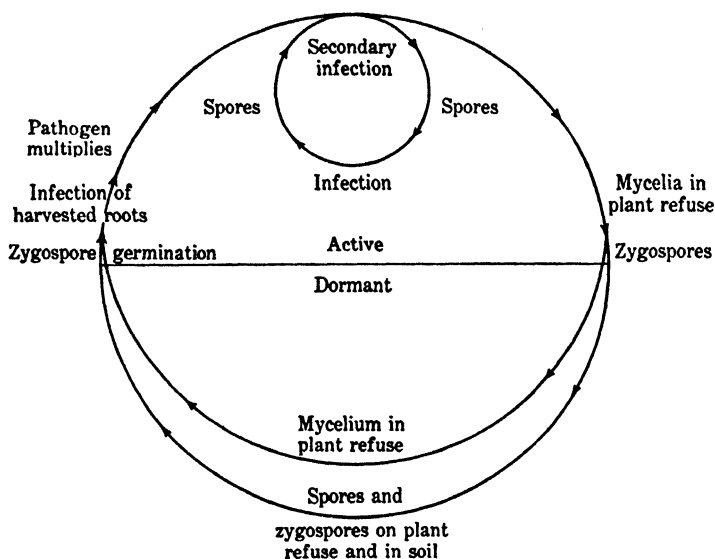 Secondary
infection
Spores
Spores
Pathogen
multiplies
Infection
Infection of
harvested roots
Mycelia in
plant refuse
Zygospore germination
Active
Zygospores
Dormant
Mycelium in
plant refuse
Spores and
zygospores on plant
refuse and in soil